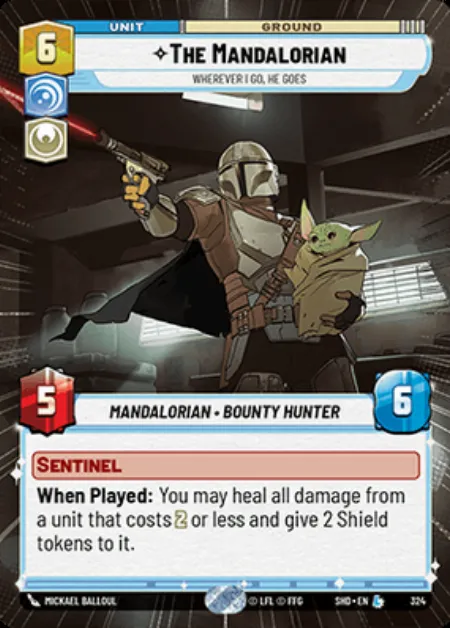 UNIT GROUND
6
THE MANDALORIAN
WHEREVER I GO, HE GOES
5
MANDALORIAN • BOUNTY HUNTER
6
SENTINEL
When Played: You may heal all damage from
a unit that costs 2 or less and give 2 Shield
tokens to it.
MICKAEL BALLOUL © LFL © FFG SHD • EN L 324